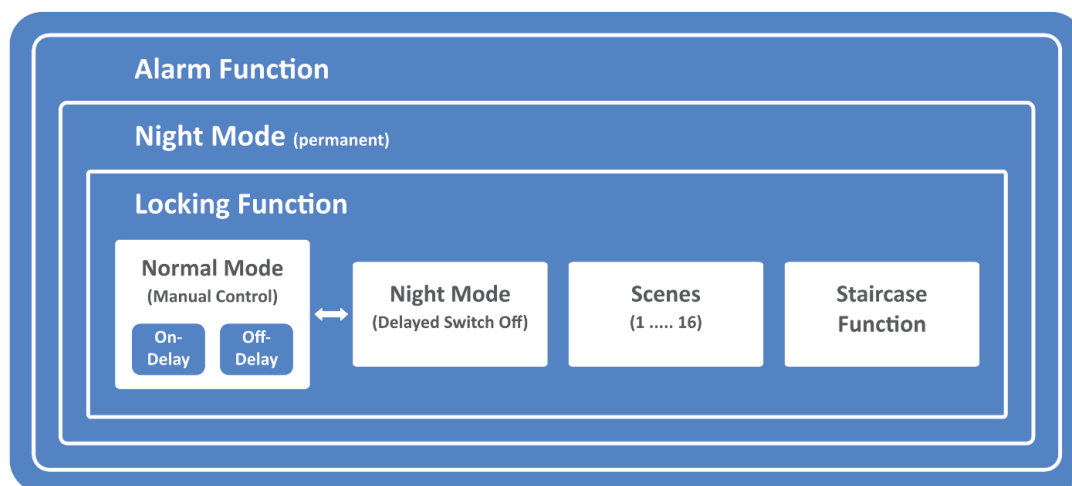 Alarm Function
Night Mode (permanent)
Locking Function
Normal Mode
(Manual Control)
On-
Delay
Off-
Delay
Night Mode
(Delayed Switch Off)
Scenes
(1 ..... 16)
Staircase
Function